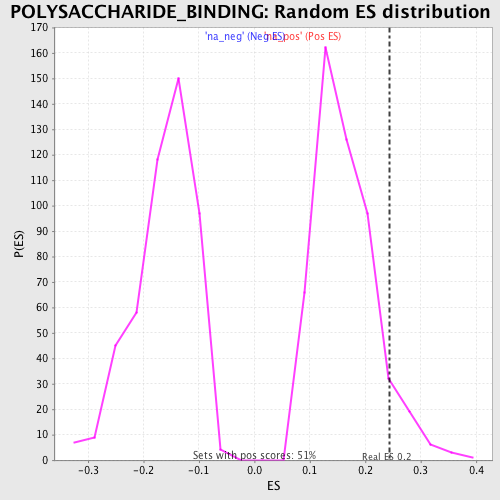 POLYSACCHARIDE_BINDING: Random ES distribution
'na_neg' (Neg ES)
'na_pos' (Pos ES)
170
160
150
140
130
120
110
100
90
80
70
60
50
40
30
20
10
0
P(ES)
Sets with pos scores: 51%
Real ES 0.2
-0.3 -0.2 -0.1 0.0 0.1 0.2 0.3 0.4
ES